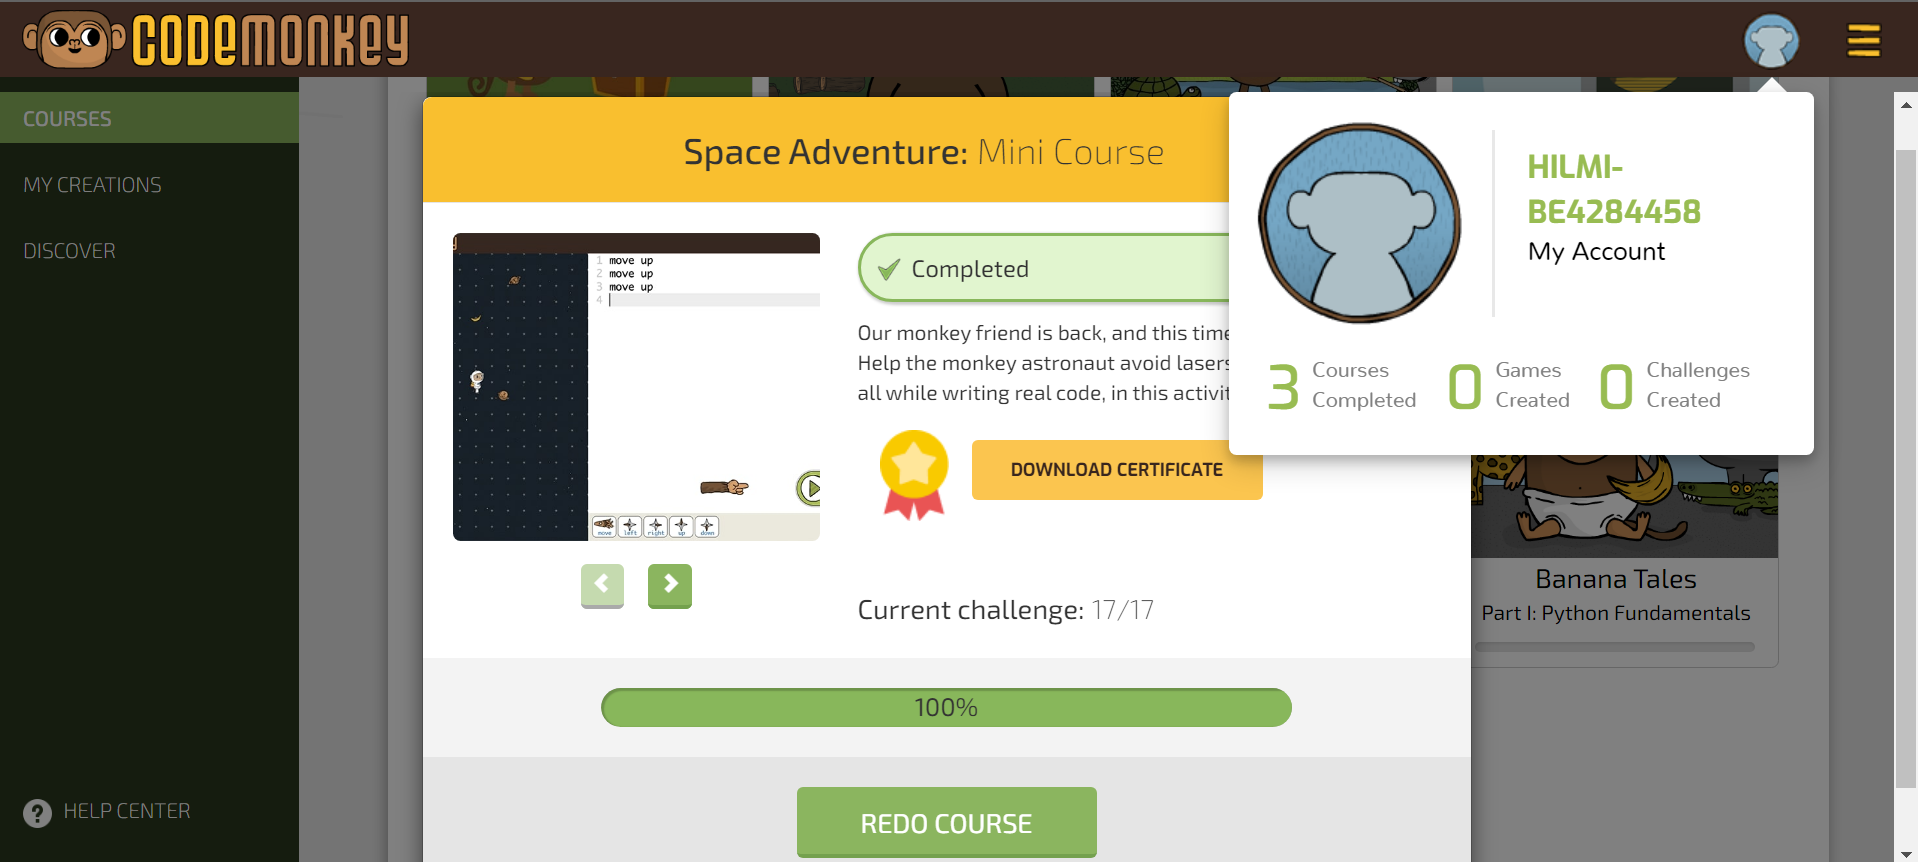 CODEMONKEY
COURSES
MY CREATIONS
DISCOVER
HELP CENTER
Space Adventure: Mini Course
1 move up
2 move up
3 move up
4
move left right up down
Completed
Our monkey friend is back, and this time
Help the monkey astronaut avoid lasers
all while writing real code, in this activit
DOWNLOAD CERTIFICATE
Current challenge: 17/17
100%
REDO COURSE
HILMI-
BE4284458
My Account
3 Courses Completed
0 Games Created
0 Challenges Created
Banana Tales
Part I: Python Fundamentals